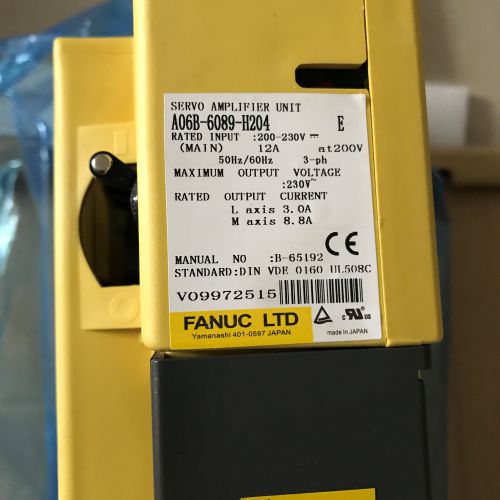 SERVO AMPLIFIER UNIT
A06B-6089-H204 E
RATED INPUT :200-230V
(MAIN) 12A at200V
50Hz/60Hz 3-ph
MAXIMUM OUTPUT VOLTAGE
:230V~
RATED OUTPUT CURRENT
L axis 3.0A
M axis 8.8A
MANUAL NO :B-65192
CE
STANDARD:DIN VDE 0160 UL508C
V09972515
FANUC LTD
Yamanashi 401-0597 JAPAN
c UL us
MADE IN JAPAN